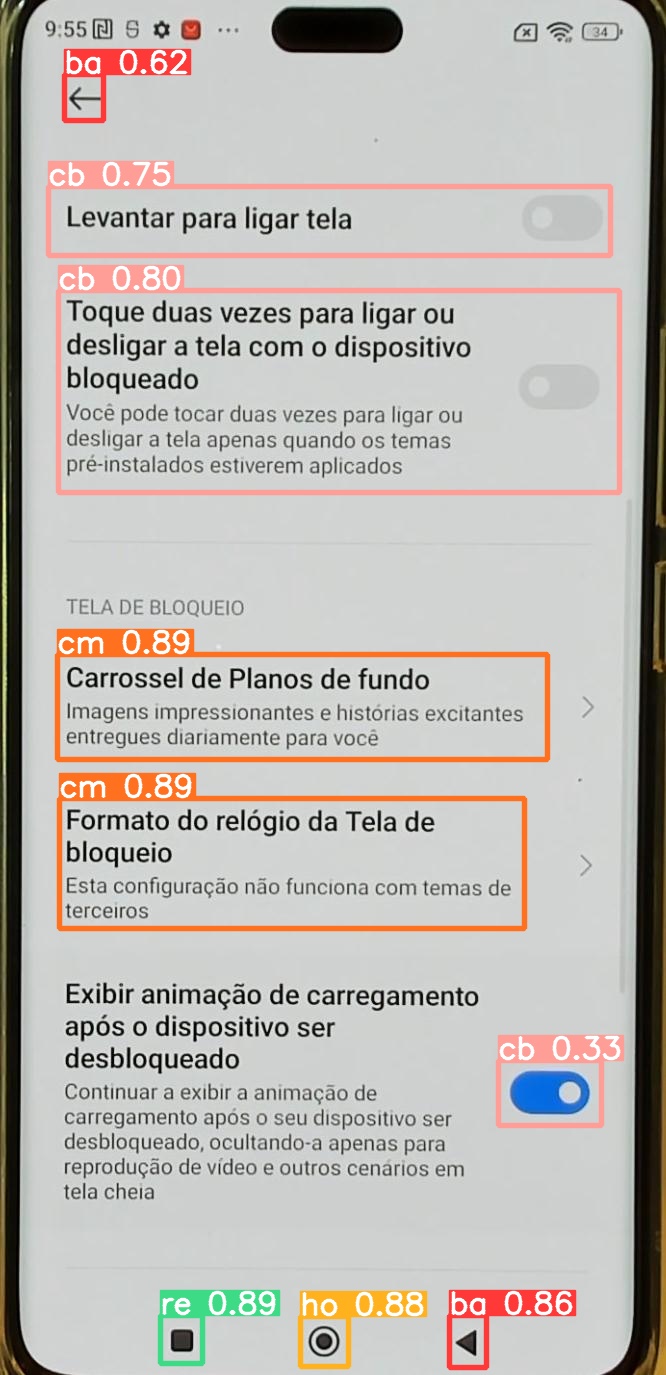 9:55
34
ba 0.62
cb 0.75
Levantar para ligar tela
cb 0.80
Toque duas vezes para ligar ou
desligar a tela com o dispositivo
bloqueado
Você pode tocar duas vezes para ligar ou
desligar a tela apenas quando os temas
pré-instalados estiverem aplicados
TELA DE BLOQUEIO
cm 0.89
Carrossel de Planos de fundo
Imagens impressionantes e histórias excitantes
entregues diariamente para você
cm 0.89
Formato do relógio da Tela de
bloqueio
Esta configuração não funciona com temas de
terceiros
Exibir animação de carregamento
após o dispositivo ser
desbloqueado
cb 0.33
Continuar a exibir a animação de
carregamento após o seu dispositivo ser
desbloqueado, ocultando-a apenas para
reprodução de vídeo e outros cenários em
tela cheia
re 0.89
ho 0.88
ba 0.86